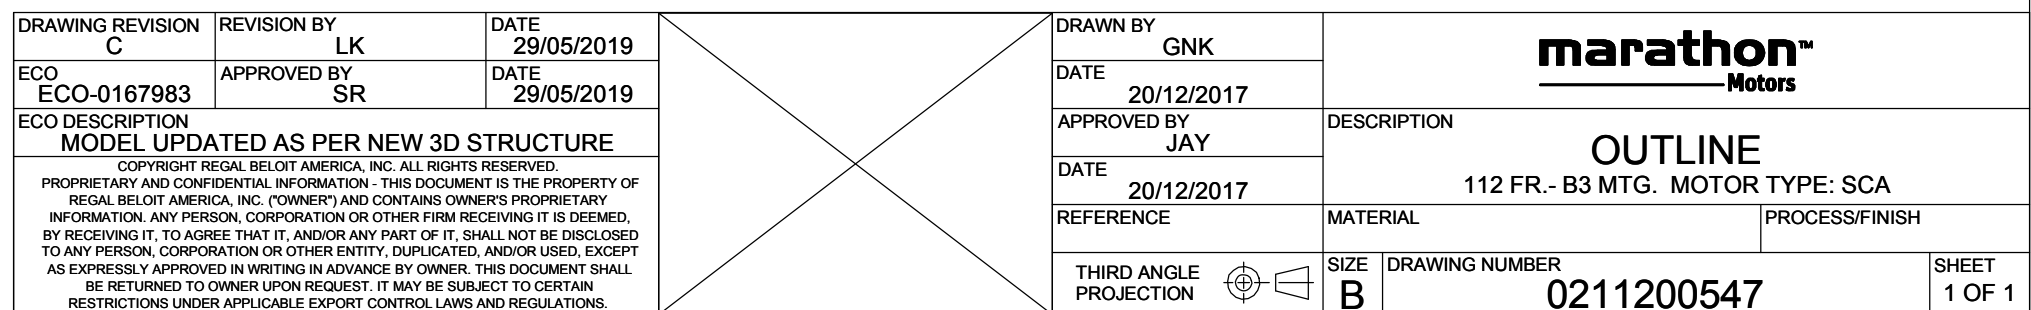 DRAWING REVISION
C
REVISION BY
LK
DATE
29/05/2019
ECO
ECO-0167983
APPROVED BY
SR
DATE
29/05/2019
ECO DESCRIPTION
MODEL UPDATED AS PER NEW 3D STRUCTURE
COPYRIGHT REGAL BELOIT AMERICA, INC. ALL RIGHTS RESERVED.
PROPRIETARY AND CONFIDENTIAL INFORMATION - THIS DOCUMENT IS THE PROPERTY OF
REGAL BELOIT AMERICA, INC. ("OWNER") AND CONTAINS OWNER'S PROPRIETARY
INFORMATION. ANY PERSON, CORPORATION OR OTHER FIRM RECEIVING IT IS DEEMED,
BY RECEIVING IT, TO AGREE THAT IT, AND/OR ANY PART OF IT, SHALL NOT BE DISCLOSED
TO ANY PERSON, CORPORATION OR OTHER ENTITY, DUPLICATED, AND/OR USED, EXCEPT
AS EXPRESSLY APPROVED IN WRITING IN ADVANCE BY OWNER. THIS DOCUMENT SHALL
BE RETURNED TO OWNER UPON REQUEST. IT MAY BE SUBJECT TO CERTAIN
RESTRICTIONS UNDER APPLICABLE EXPORT CONTROL LAWS AND REGULATIONS.
DRAWN BY
GNK
DATE
20/12/2017
APPROVED BY
JAY
DATE
20/12/2017
REFERENCE
THIRD ANGLE
PROJECTION
marathon™
Motors
DESCRIPTION
OUTLINE
112 FR.- B3 MTG. MOTOR TYPE: SCA
MATERIAL
PROCESS/FINISH
SIZE
B
DRAWING NUMBER
0211200547
SHEET
1 OF 1